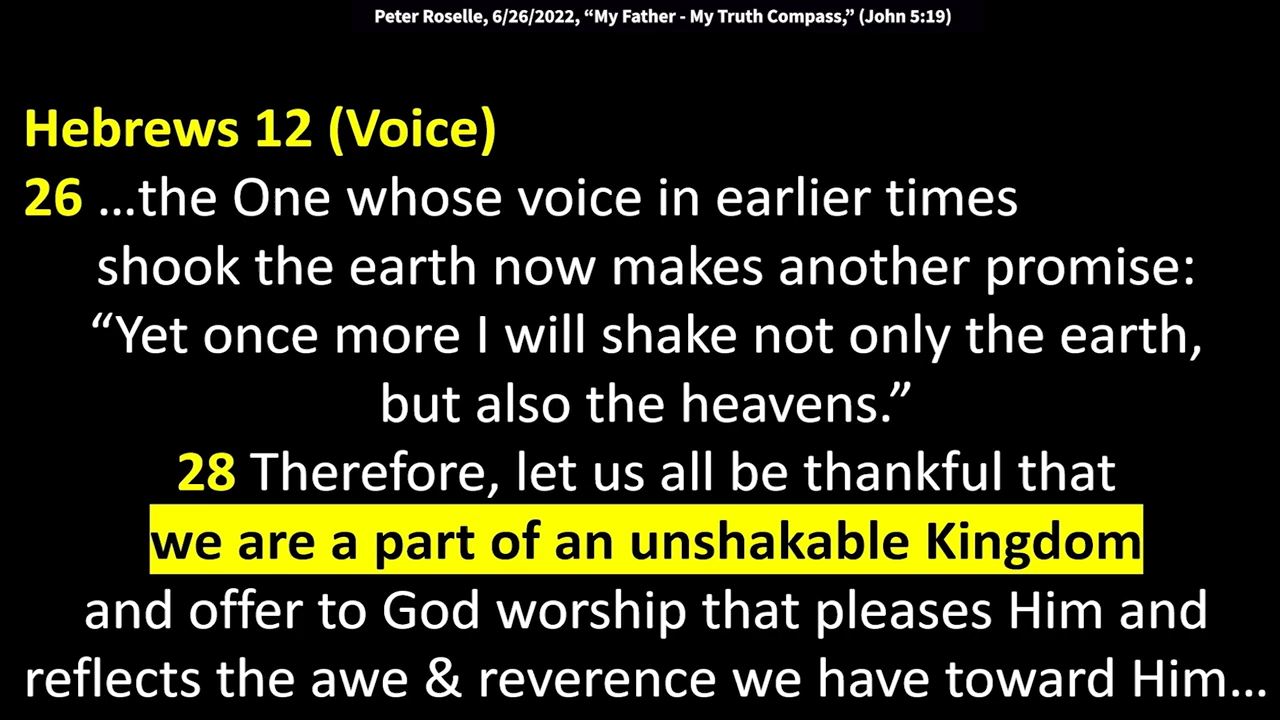 Peter Roselle, 6/26/2022, “My Father - My Truth Compass,” (John 5:19)
Hebrews 12 (Voice)
26 ...the One whose voice in earlier times
shook the earth now makes another promise:
“Yet once more I will shake not only the earth,
but also the heavens.”
28 Therefore, let us all be thankful that
we are a part of an unshakable Kingdom
and offer to God worship that pleases Him and
reflects the awe & reverence we have toward Him...